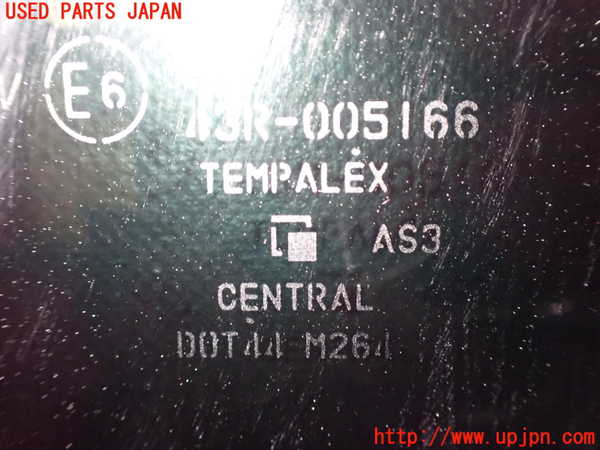 USED PARTS JAPAN
E6
43R-005166
TEMPALEX
AS3
CENTRAL
DOT44 M264
http://www.upjpn.com/